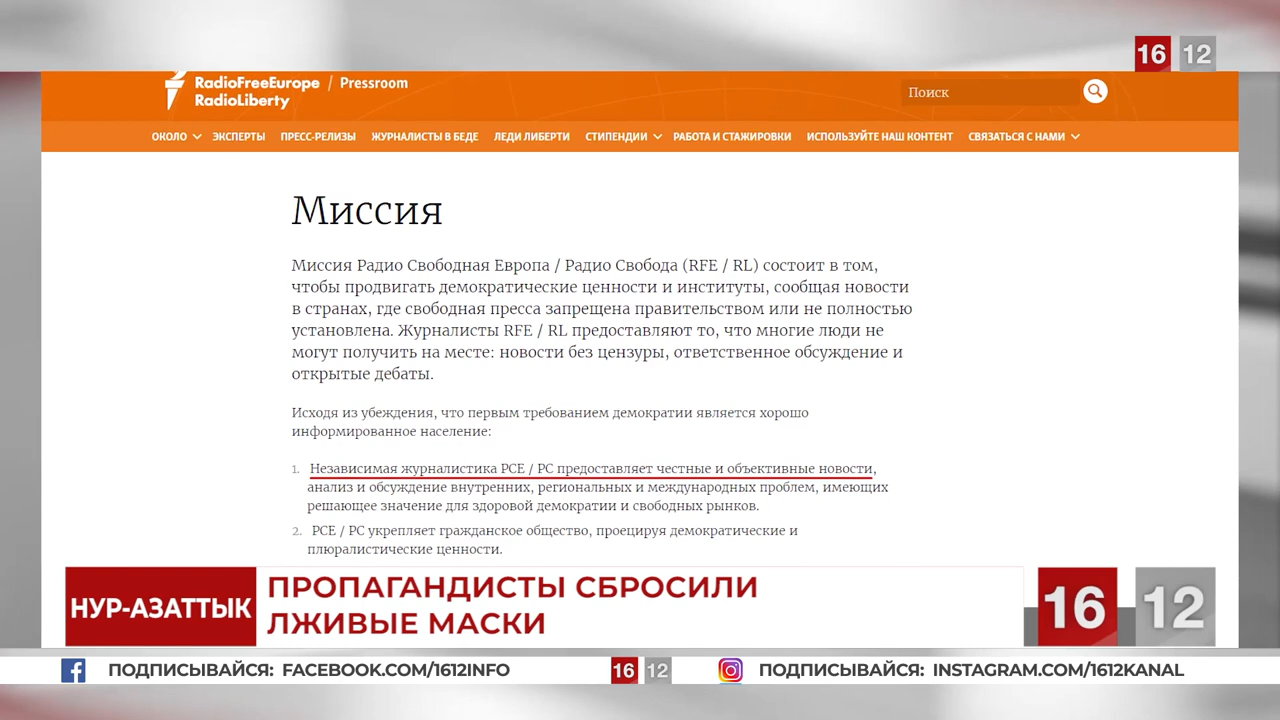 16 12
RadioFreeEurope / Pressroom
RadioLiberty
Поиск
ОКОЛО ЭКСПЕРТЫ ПРЕСС-РЕЛИЗЫ ЖУРНАЛИСТЫ В БЕДЕ ЛЕДИ ЛИБЕРТИ СТИПЕНДИИ РАБОТА И СТАЖИРОВКИ ИСПОЛЬЗУЙТЕ НАШ КОНТЕНТ СВЯЗАТЬСЯ С НАМИ
Миссия
Миссия Радио Свободная Европа / Радио Свобода (RFE / RL) состоит в том,
чтобы продвигать демократические ценности и институты, сообщая новости
в странах, где свободная пресса запрещена правительством или не полностью
установлена. Журналисты RFE / RL предоставляют то, что многие люди не
могут получить на месте: новости без цензуры, ответственное обсуждение и
открытые дебаты.
Исходя из убеждения, что первым требованием демократии является хорошо
информированное население:
1. Независимая журналистика РСЕ / РС предоставляет честные и объективные новости,
анализ и обсуждение внутренних, региональных и международных проблем, имеющих
решающее значение для здоровой демократии и свободных рынков.
2. РСЕ / РС укрепляет гражданское общество, проецируя демократические и
плюралистические ценности.
НУР-АЗАТТЫК
ПРОПАГАНДИСТЫ СБРОСИЛИ
ЛЖИВЫЕ МАСКИ
16 12
ПОДПИСЫВАЙСЯ: FACEBOOK.COM/1612INFO
16 12
ПОДПИСЫВАЙСЯ: INSTAGRAM.COM/1612KANAL